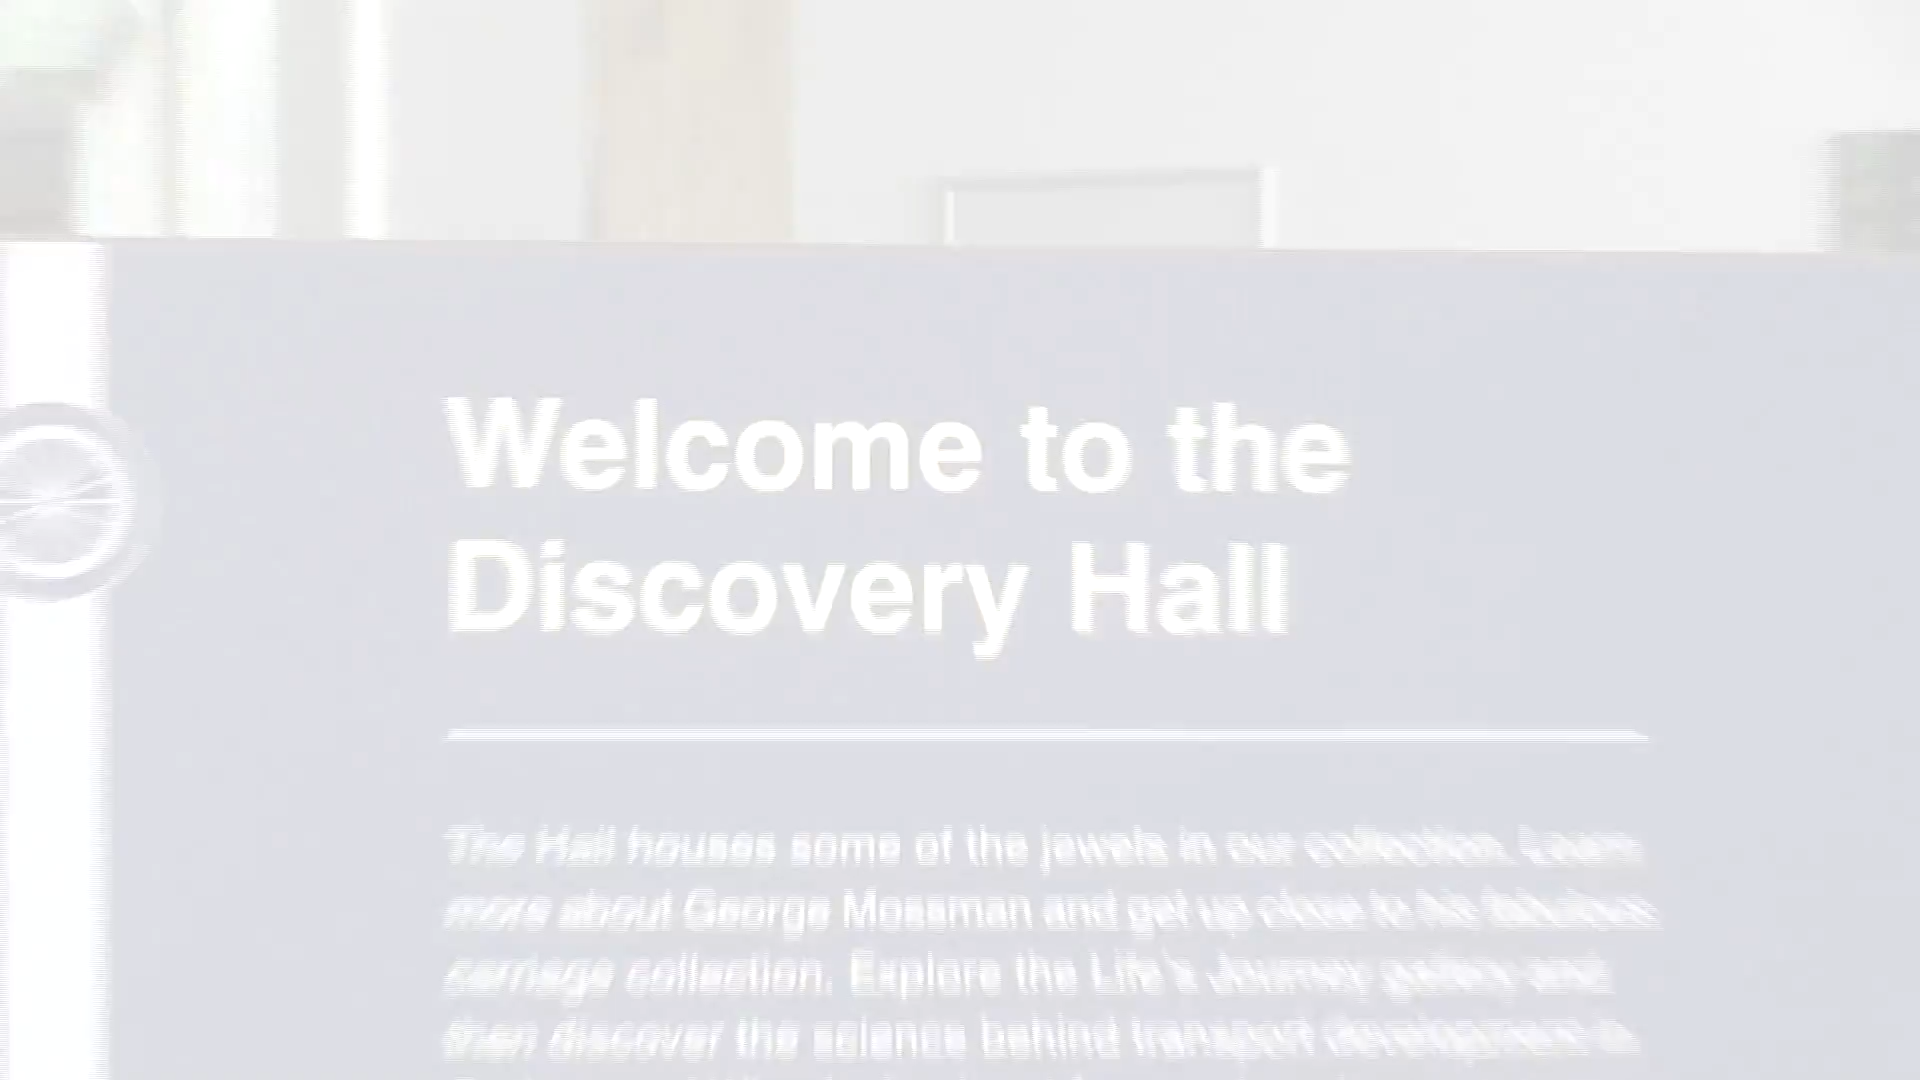 Welcome to the
Discovery Hall
The Hall houses some of the jewels in our collection. Learn
more about George Mossman and get up close to his fabulous
carriage collection. Explore the Life's Journey gallery and
then discover the science behind transport development in